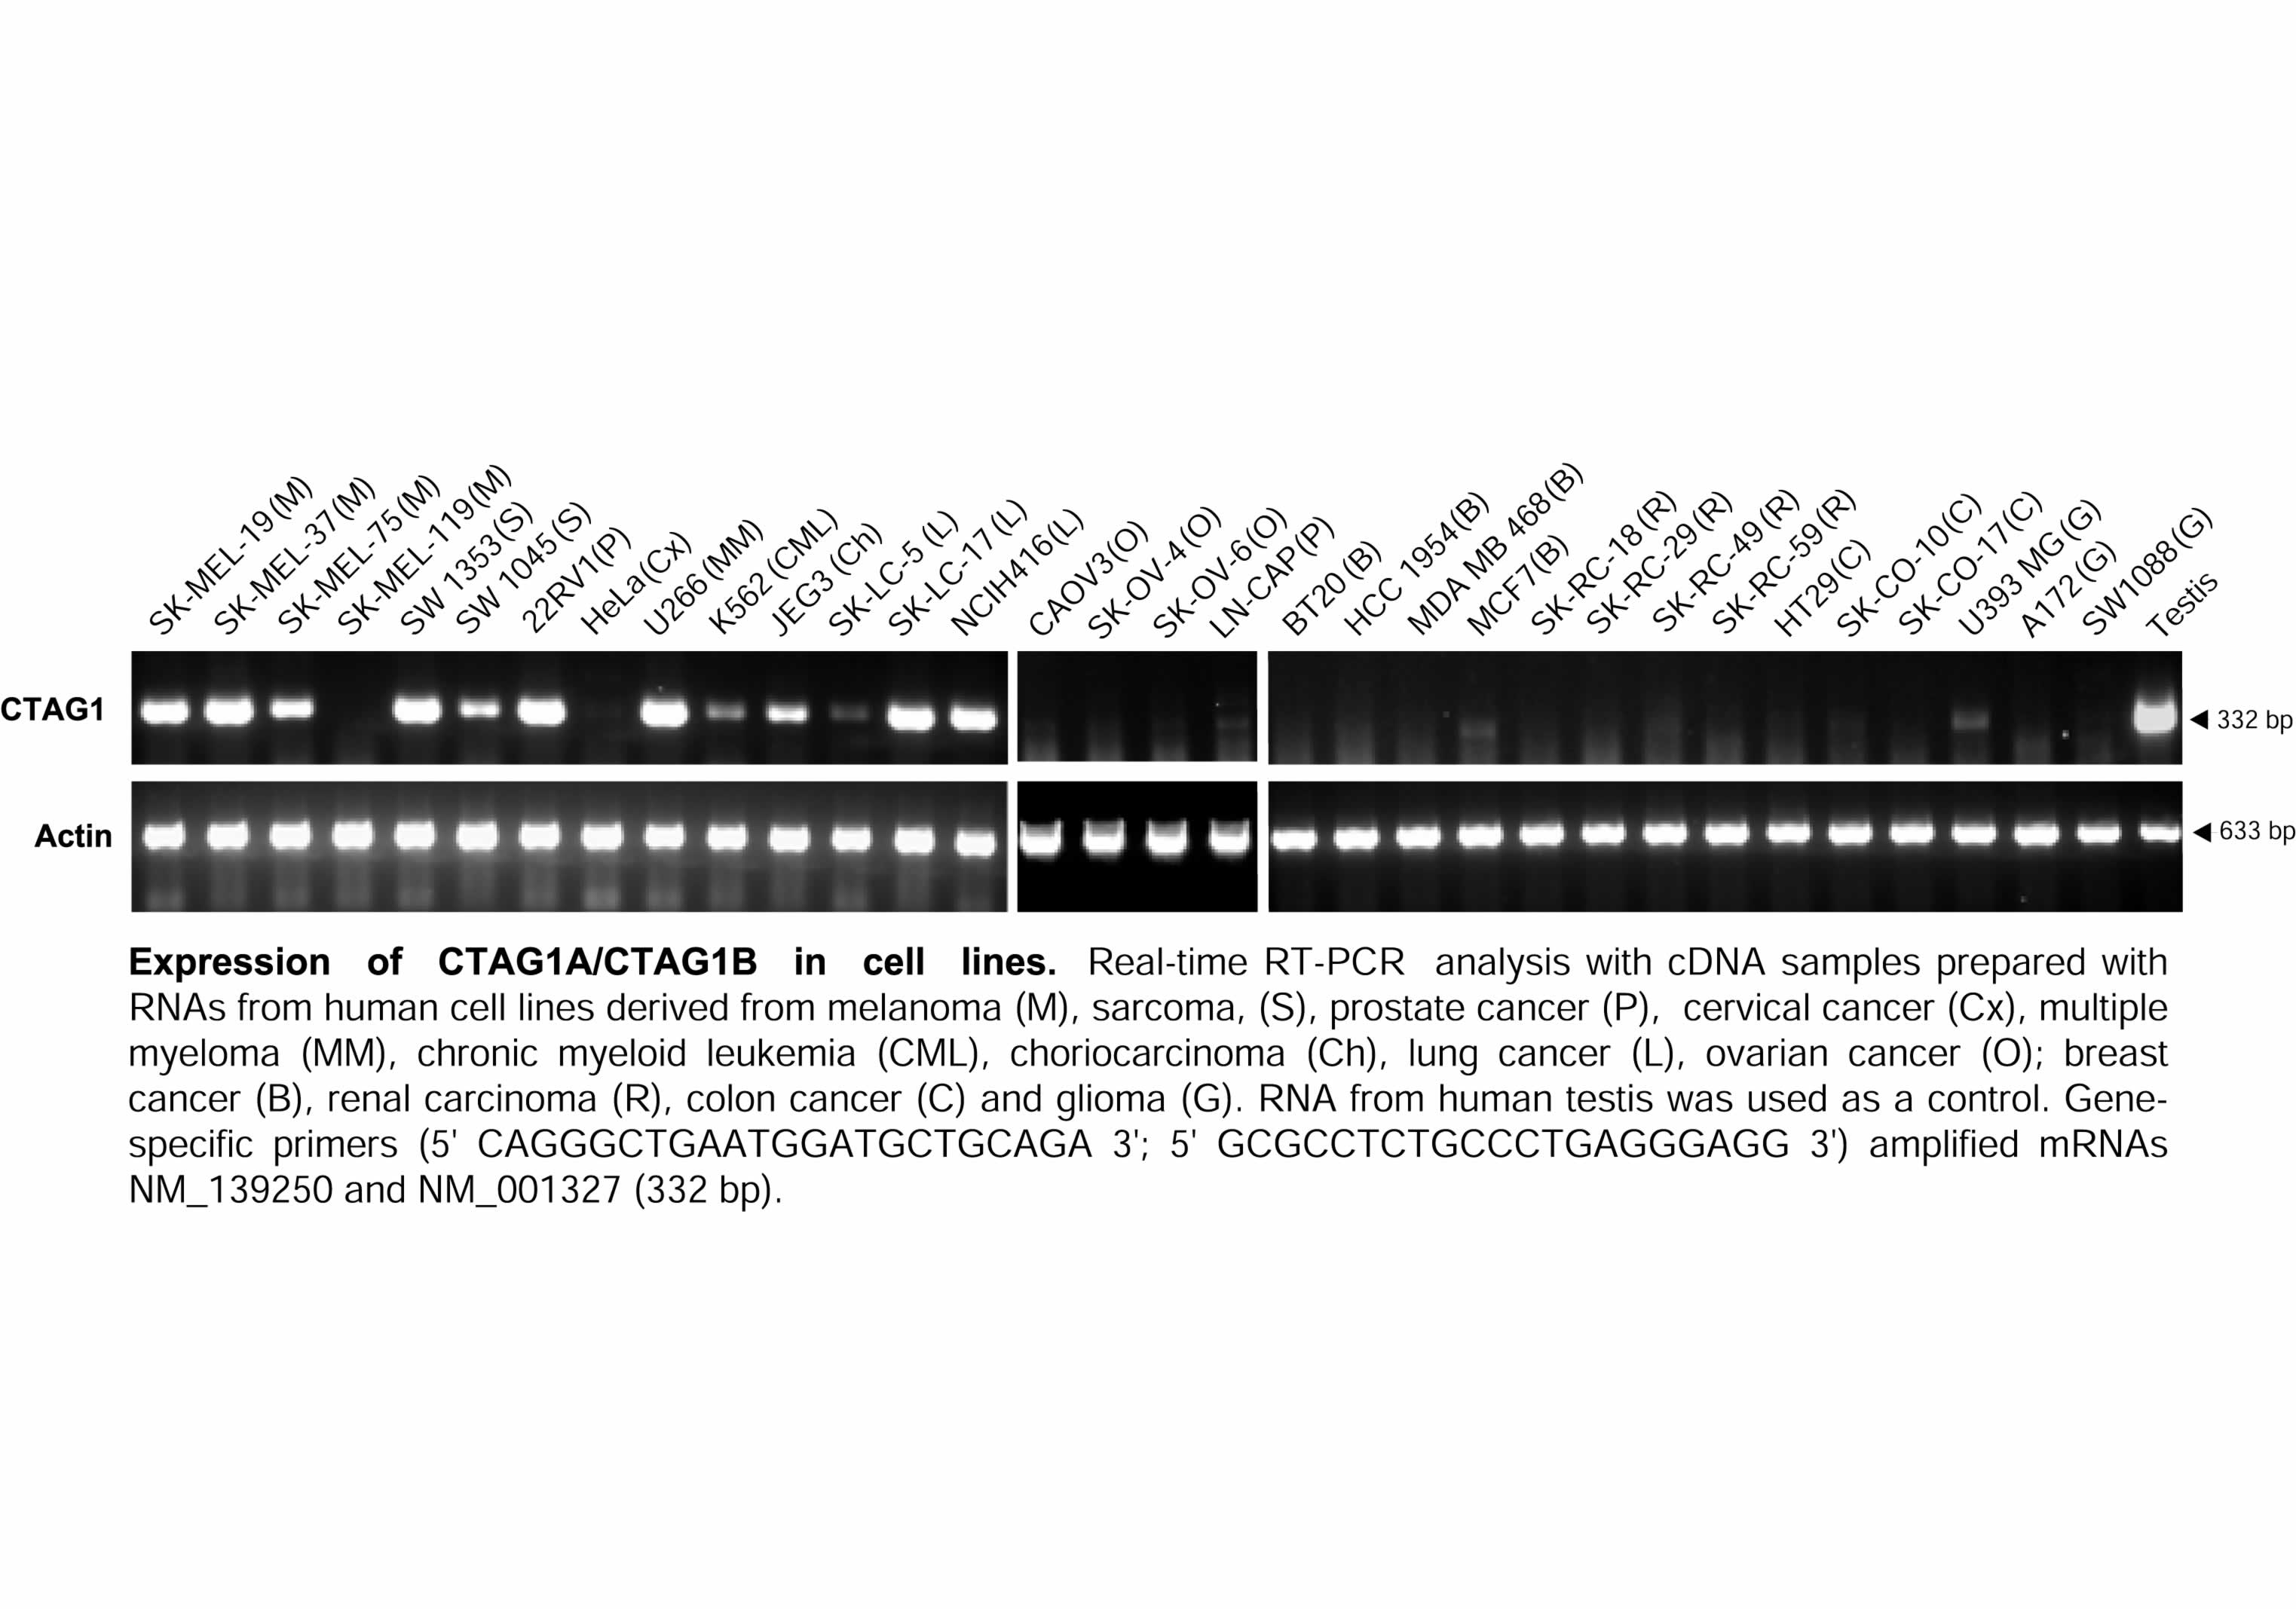 SK-MEL-19 (M)
SK-MEL-37 (M)
SK-MEL-75 (M)
SK-MEL-119 (M)
SW 1353 (S)
SW 1045 (S)
22RV1(P)
HeLa(Cx)
U266 (MM)
K562 (CML)
JEG3 (Ch)
SK-LC-5 (L)
SK-LC-17 (L)
NCIH416 (L)
CAOV3(O)
SK-OV-4(O)
SK-OV-6(O)
LN-CAP(P)
BT20 (B)
HCC 1954(B)
MDA MB 468(B)
MCF7(B)
SK-RC-18 (R)
SK-RC-29 (R)
SK-RC-49 (R)
SK-RC-59 (R)
HT29(C)
SK-CO-10(C)
SK-CO-17(C)
U393 MG(G)
A172 (G)
SW1088 (G)
Testis
CTAG1
332 bp
Actin
633 bp
Expression of CTAG1A/CTAG1B in cell lines. Real-time RT-PCR analysis with cDNA samples prepared with
RNAs from human cell lines derived from melanoma (M), sarcoma, (S), prostate cancer (P), cervical cancer (Cx), multiple
myeloma (MM), chronic myeloid leukemia (CML), choriocarcinoma (Ch), lung cancer (L), ovarian cancer (O); breast
cancer (B), renal carcinoma (R), colon cancer (C) and glioma (G). RNA from human testis was used as a control. Gene-
specific primers (5' CAGGGCTGAATGGATGCTGCAGA 3'; 5' GCGCCTCTGCCCTGAGGGAGG 3') amplified mRNAs
NM_139250 and NM_001327 (332 bp).